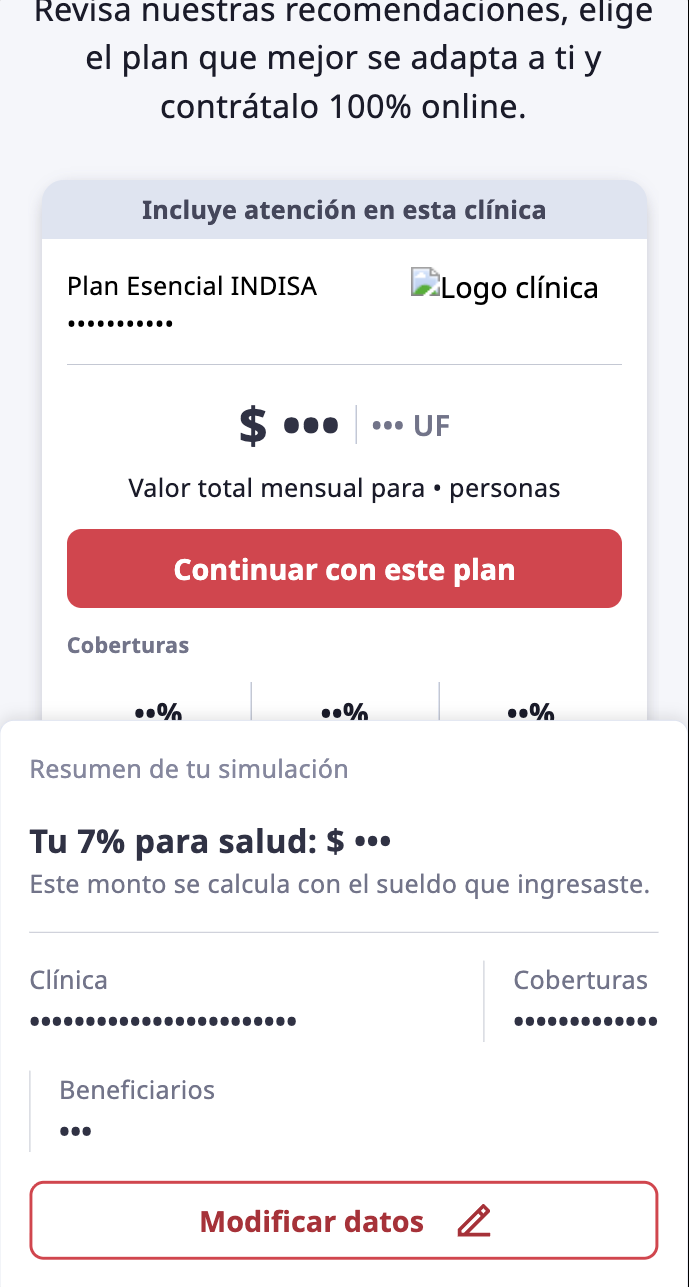 Revisa nuestras recomendaciones, elige
el plan que mejor se adapta a ti y
contrátalo 100% online.
Incluye atención en esta clínica
Plan Esencial INDISA
•••••••••••
Logo clínica
$ •••
••• UF
Valor total mensual para • personas
Continuar con este plan
Coberturas
••% ••% ••%
Resumen de tu simulación
Tu 7% para salud: $ •••
Este monto se calcula con el sueldo que ingresaste.
Clínica
••••••••••••••••••••••••
Coberturas
•••••••••••••
Beneficiarios
•••
Modificar datos